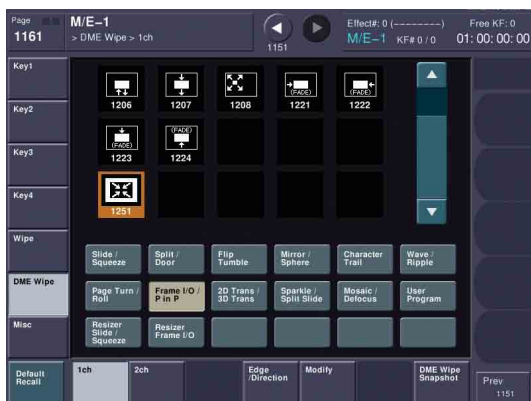 Page
1161
M/E-1
> DME Wipe > 1ch
1151
Effect#: 0 (--------)
Free KF: 0
M/E-1 KF# 0 / 0
01: 00: 00: 00
Key1
Key2
Key3
Key4
Wipe
DME Wipe
Misc
Default
Recall
1206
1207
1208
(FADE)
1221
(FADE)
1222
(FADE)
1223
(FADE)
1224
1251
Slide /
Squeeze
Split /
Door
Flip
Tumble
Mirror /
Sphere
Character
Trail
Wave /
Ripple
Page Turn /
Roll
Frame I/O /
P in P
2D Trans /
3D Trans
Sparkle /
Split Slide
Mosaic /
Defocus
User
Program
Resizer
Slide /
Squeeze
Resizer
Frame I/O
1ch
2ch
Edge
/Direction
Modify
DME Wipe
Snapshot
Prev
1151